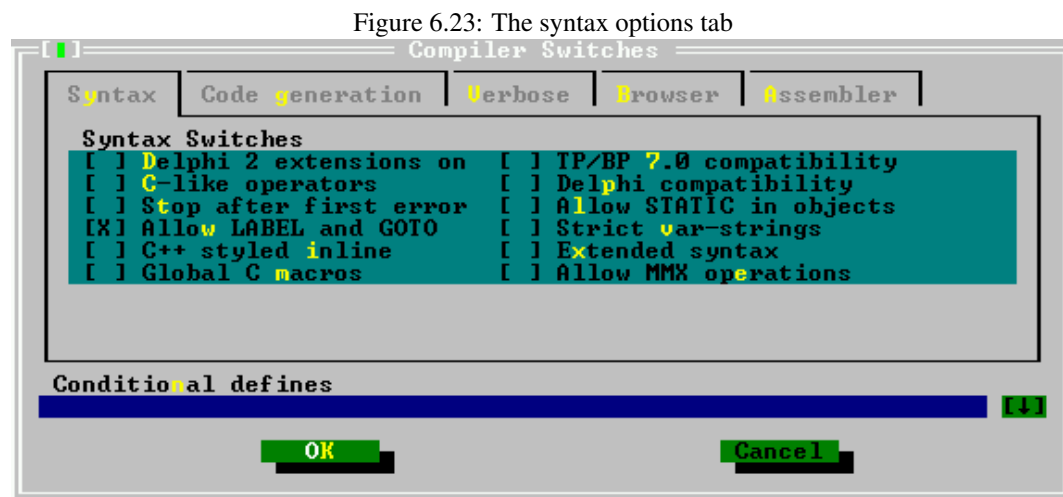 Figure 6.23: The syntax options tab
[ ] Compiler Switches
Syntax Code generation Verbose Browser Assembler
Syntax Switches
[ ] Delphi 2 extensions on [ ] TP/BP 7.0 compatibility
[ ] C-like operators [ ] Delphi compatibility
[ ] Stop after first error [ ] Allow STATIC in objects
[X] Allow LABEL and GOTO [ ] Strict var-strings
[ ] C++ styled inline [ ] Extended syntax
[ ] Global C macros [ ] Allow MMX operations
Conditional defines
[↓]
OK Cancel